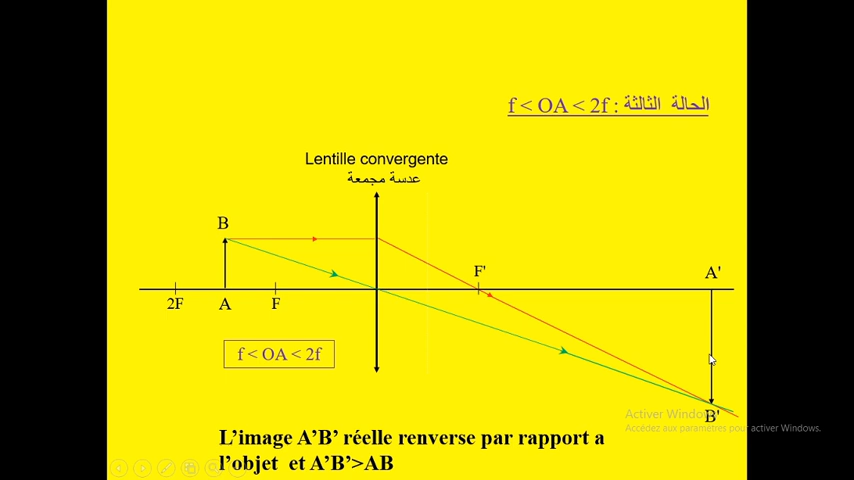 الحالة الثالثة : f < OA < 2f
Lentille convergente
عدسة مجمعة
B
F'
A'
2F
A
F
f < OA < 2f
B'
Activer Windows
Accédez aux paramètres pour activer Windows.
L’image A’B’ réelle renverse par rapport a
l’objet et A’B’>AB